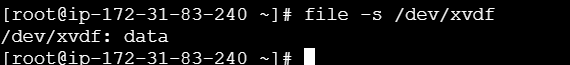 [root@ip-172-31-83-240 ~]# file -s /dev/xvdf
/dev/xvdf: data
[root@ip-172-31-83-240 ~]#